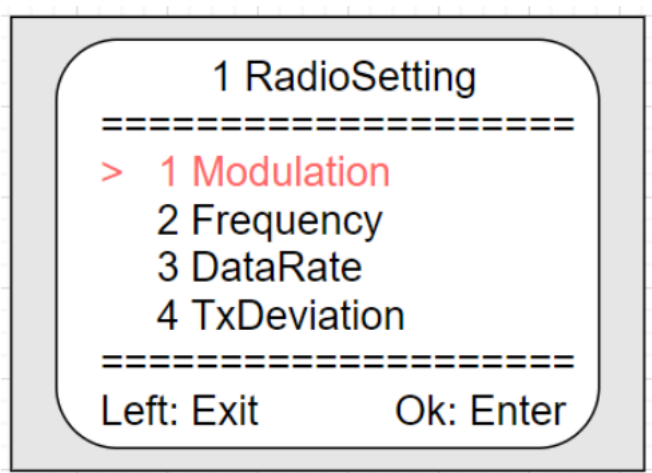 1 RadioSetting
====================
> 1 Modulation
2 Frequency
3 DataRate
4 TxDeviation
====================
Left: Exit Ok: Enter